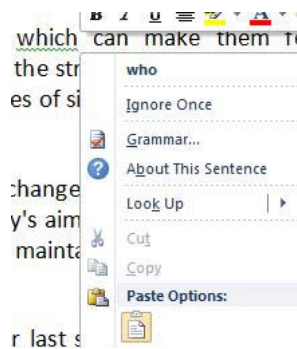 B I U A
which can make them
the str
who
es of si
Ignore Once
Grammar...
About This Sentence
change
Look Up
y's aim
Cut
mainta
Copy
Paste Options:
r last s